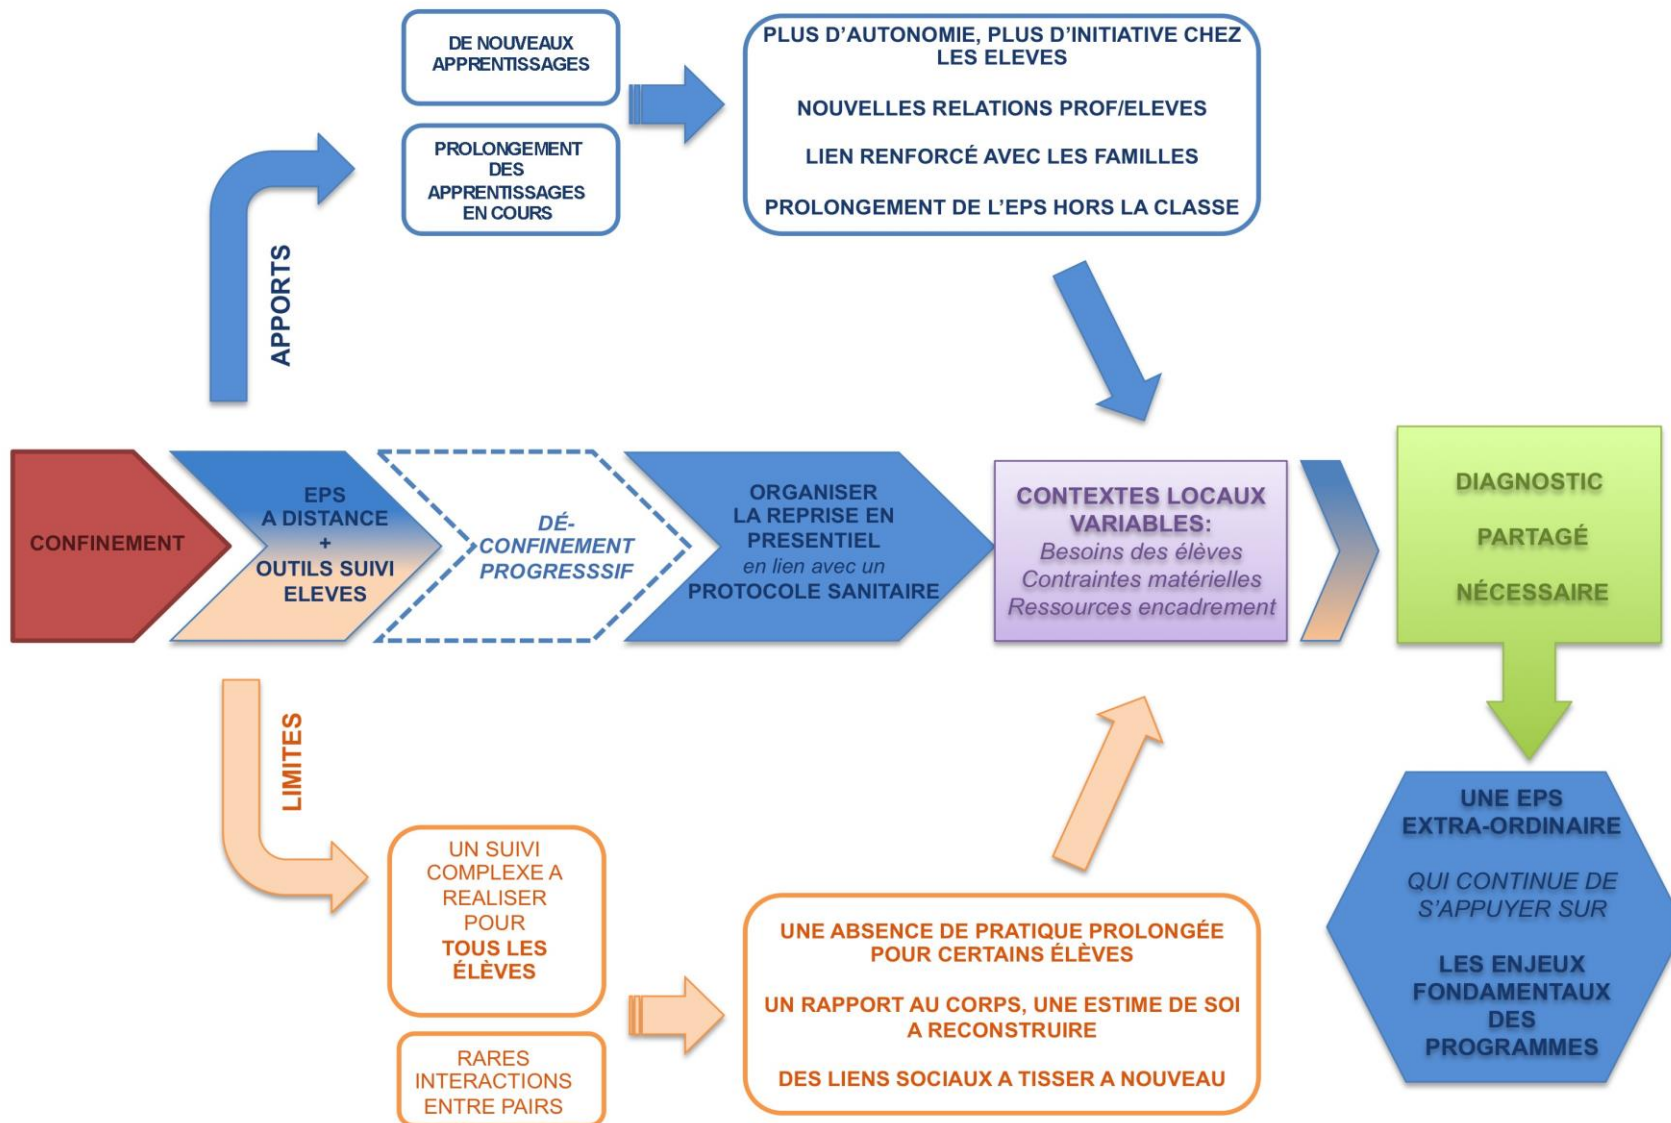 DE NOUVEAUX
APPRENTISSAGES
PROLONGEMENT
DES
APPRENTISSAGES
EN COURS
PLUS D’AUTONOMIE, PLUS D’INITIATIVE CHEZ
LES ELEVES
NOUVELLES RELATIONS PROF/ELEVES
LIEN RENFORCÉ AVEC LES FAMILLES
PROLONGEMENT DE L’EPS HORS LA CLASSE
APPORTS
CONFINEMENT
EPS
A DISTANCE
+
OUTILS SUIVI
ELEVES
DÉ-
CONFINEMENT
PROGRESSSIF
ORGANISER
LA REPRISE EN
PRESENTIEL
en lien avec un
PROTOCOLE SANITAIRE
CONTEXTES LOCAUX
VARIABLES:
Besoins des élèves
Contraintes matérielles
Ressources encadrement
DIAGNOSTIC
PARTAGÉ
NÉCESSAIRE
LIMITES
UN SUIVI
COMPLEXE A
REALISER
POUR
TOUS LES
ÉLÈVES
RARES
INTERACTIONS
ENTRE PAIRS
UNE ABSENCE DE PRATIQUE PROLONGÉE
POUR CERTAINS ÉLÈVES
UN RAPPORT AU CORPS, UNE ESTIME DE SOI
A RECONSTRUIRE
DES LIENS SOCIAUX A TISSER A NOUVEAU
UNE EPS
EXTRA-ORDINAIRE
QUI CONTINUE DE
S’APPUYER SUR
LES ENJEUX
FONDAMENTAUX
DES
PROGRAMMES